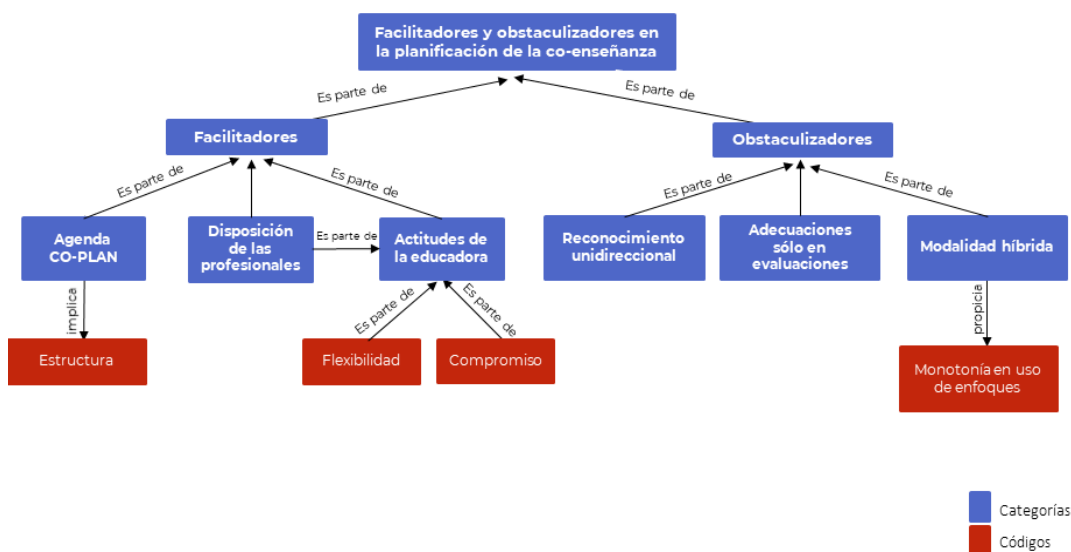 Facilitadores y obstaculizadores en
la planificación de la co-enseñanza
Es parte de
Es parte de
Facilitadores
Obstaculizadores
Es parte de
Es parte de
Es parte de
Es parte de
Agenda
CO-PLAN
Disposición
de las
profesionales
Es parte de
Actitudes de
la educadora
Reconocimiento
unidireccional
Adecuaciones
sólo en
evaluaciones
Modalidad híbrida
implica
Es parte de
Es parte de
propicia
Estructura
Flexibilidad
Compromiso
Monotonía en uso
de enfoques
Categorías
Códigos